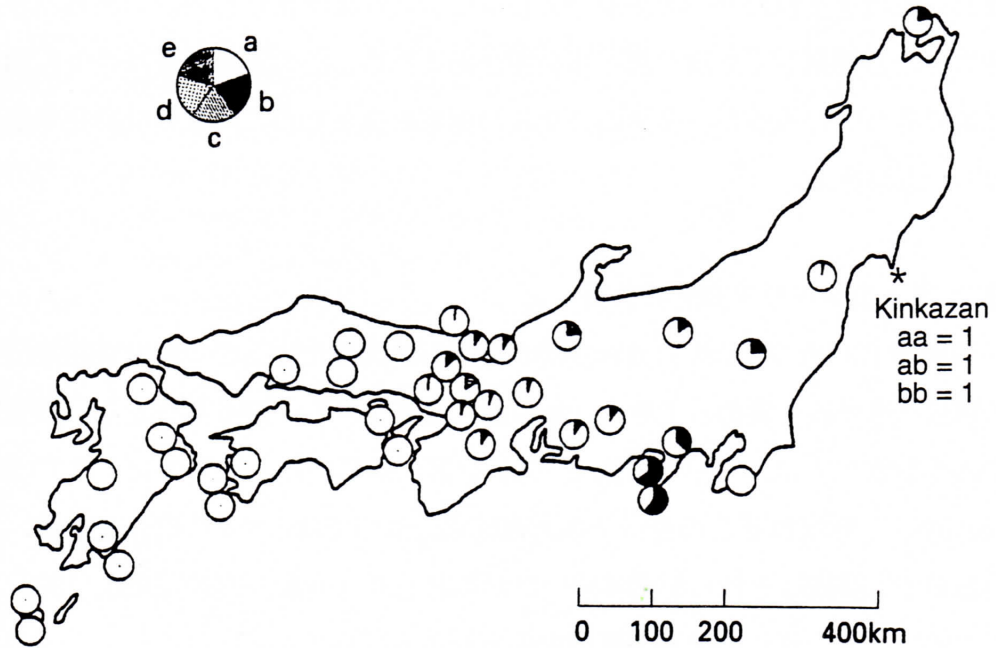 e a
d b
c
*
Kinkazan
aa = 1
ab = 1
bb = 1
0 100 200 400km